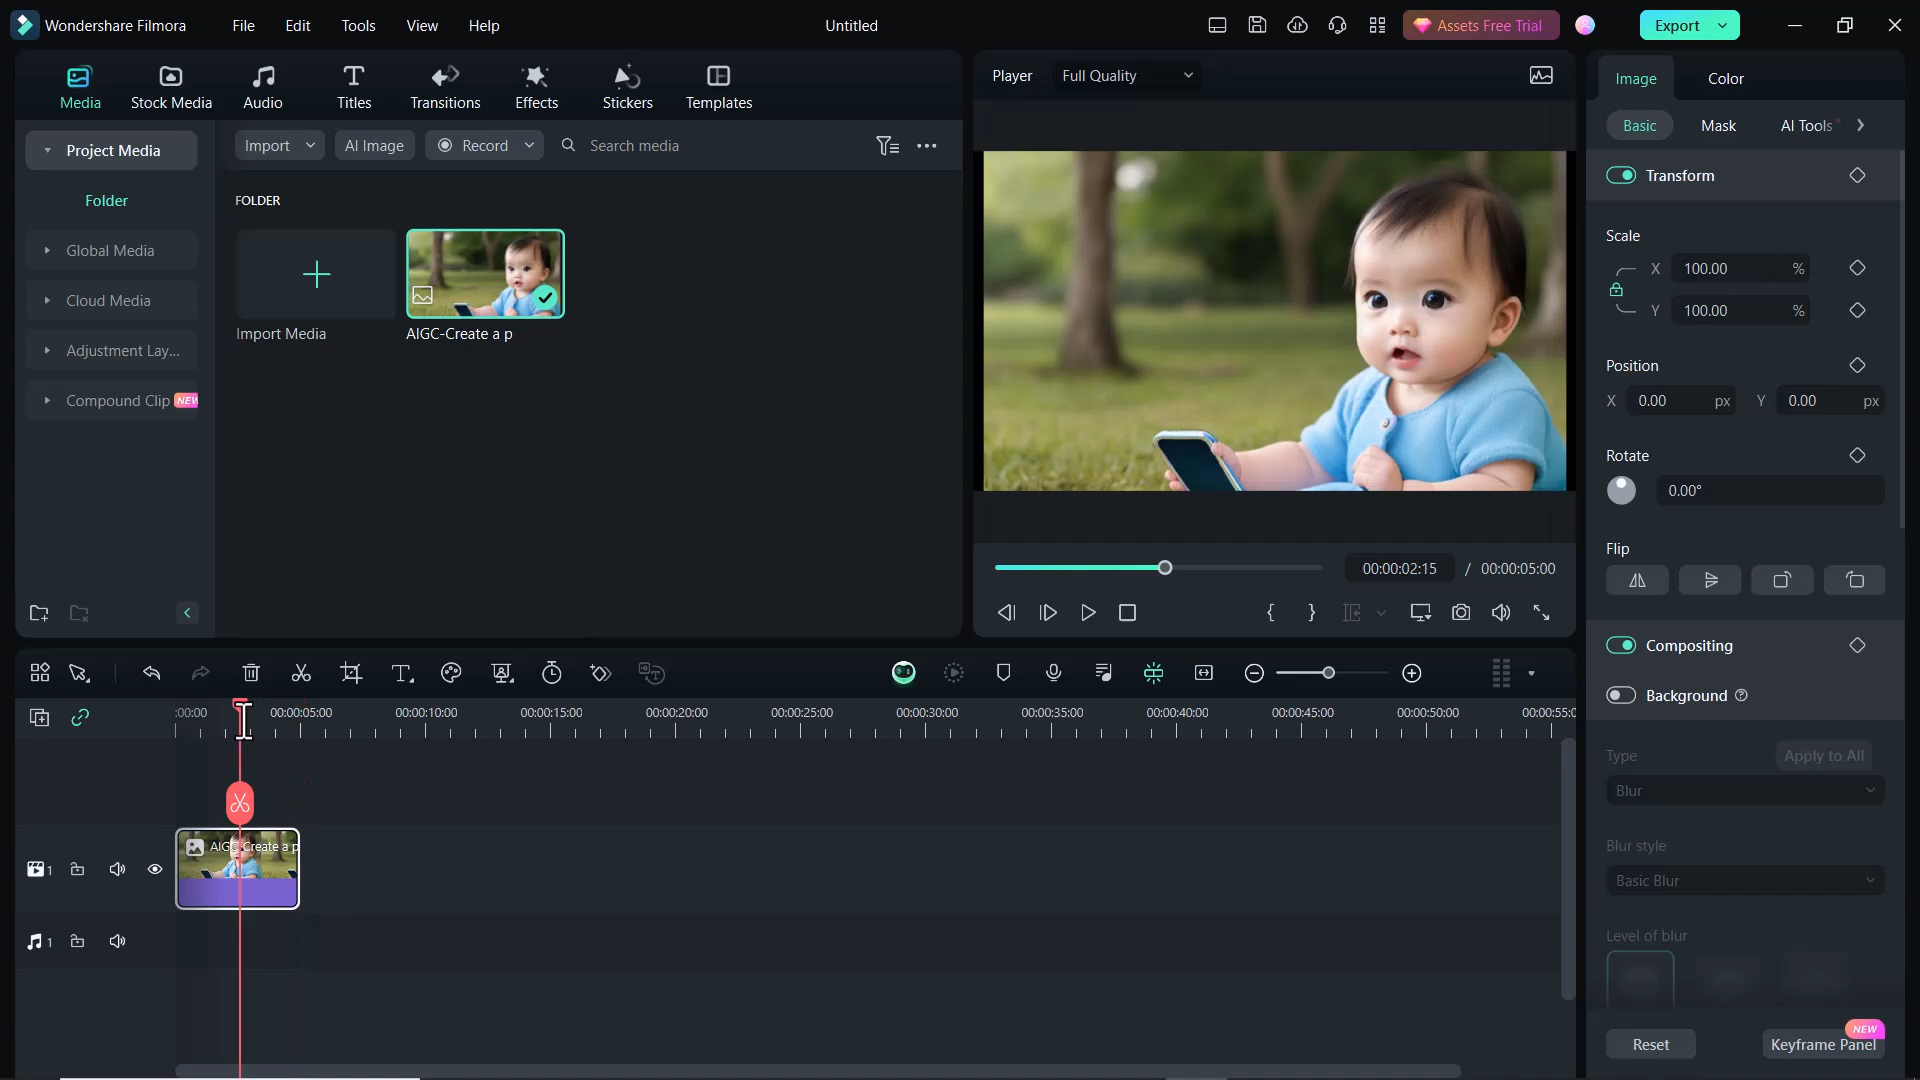 Wondershare Filmora File Edit Tools View Help Untitled Assets Free Trial Export
Media Stock Media Audio Titles Transitions Effects Stickers Templates
Player Full Quality
Image Color
Basic Mask AI Tools
Project Media
Folder
Global Media
Cloud Media
Adjustment Lay...
Compound Clip NEW
Import AI Image Record Search media
FOLDER
Import Media AIGC-Create a p
00:00:02:15 / 00:00:05:00
Transform
Scale
X 100.00 %
Y 100.00 %
Position
X 0.00 px Y 0.00 px
Rotate
0.00°
Flip
Compositing
Background
Type Apply to All
Blur
Blur style
Basic Blur
Level of blur
NEW
Reset Keyframe Panel
:00:00 00:00:05:00 00:00:10:00 00:00:15:00 00:00:20:00 00:00:25:00 00:00:30:00 00:00:35:00 00:00:40:00 00:00:45:00 00:00:50:00 00:00:55:0
1
1